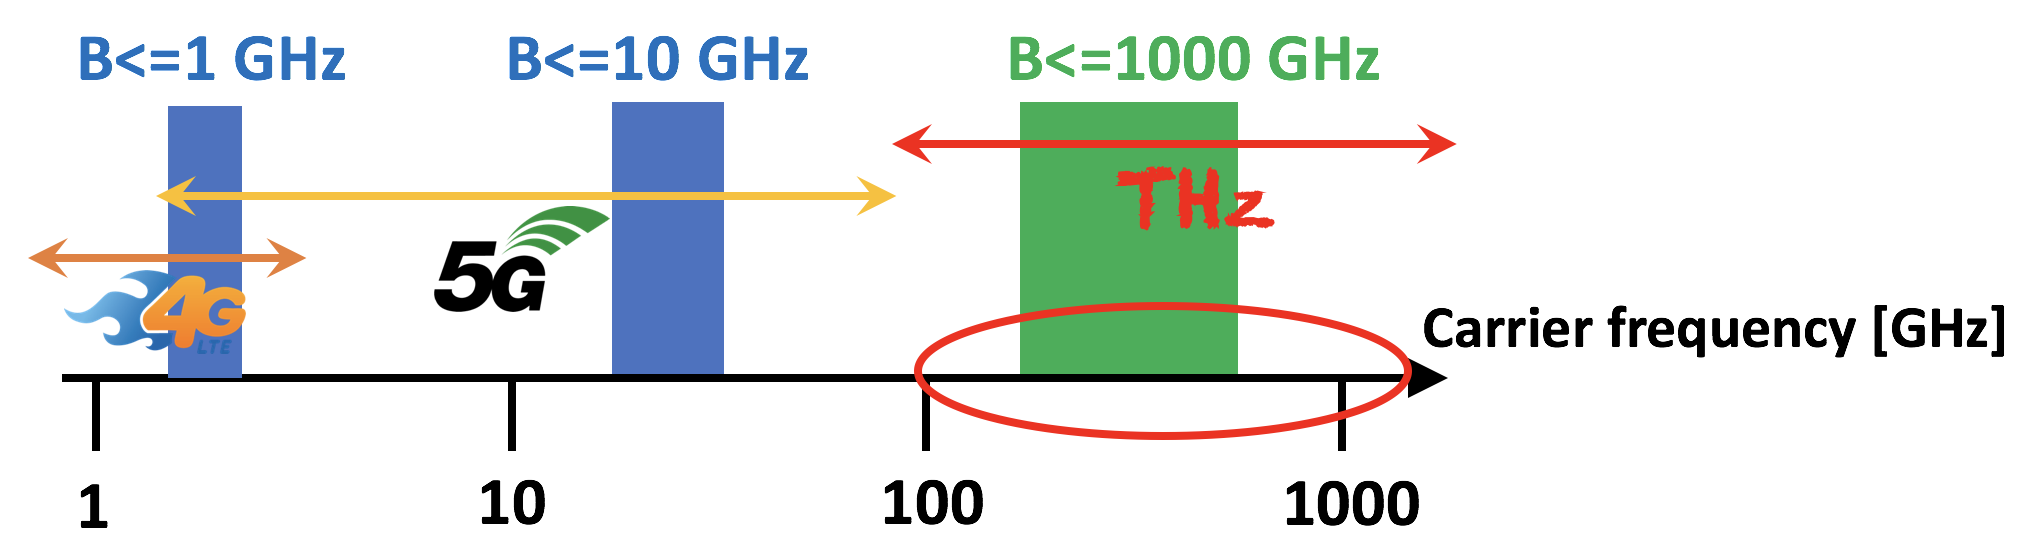 B<=1 GHz
B<=10 GHz
B<=1000 GHz
THz
5G
4G
LTE
Carrier frequency [GHz]
1
10
100
1000